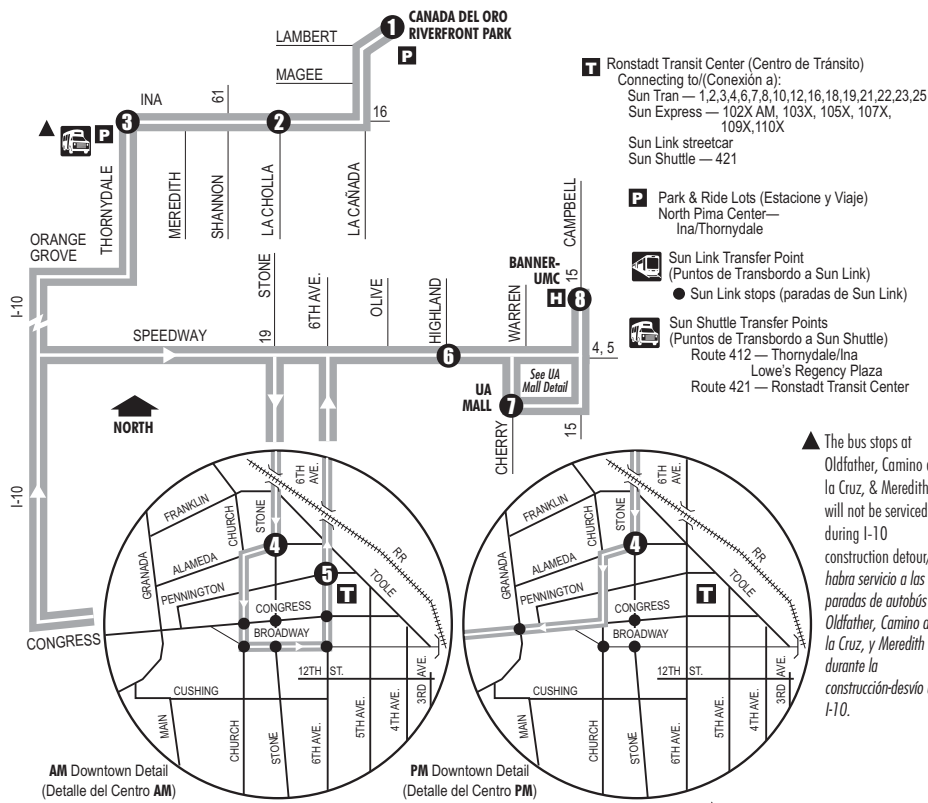 1
CANADA DEL ORO
RIVERFRONT PARK
P
LAMBERT
MAGEE
INA
61
16
3
2
P
THORNYDALE
MEREDITH
SHANNON
LA CHOLLA
LA CAÑADA
ORANGE
GROVE
I-10
STONE
19
6TH AVE.
OLIVE
HIGHLAND
WARREN
CAMPBELL
15
BANNER-
UMC
H
8
SPEEDWAY
6
4, 5
See UA
Mall Detail
UA
MALL
7
CHERRY
15
NORTH
I-10
CONGRESS
T Ronstadt Transit Center (Centro de Tránsito)
Connecting to/(Conexión a):
Sun Tran — 1,2,3,4,6,7,8,10,12,16,18,19,21,22,23,25
Sun Express — 102X AM, 103X, 105X, 107X,
109X,110X
Sun Link streetcar
Sun Shuttle — 421
P Park & Ride Lots (Estacione y Viaje)
North Pima Center—
Ina/Thornydale
Sun Link Transfer Point
(Puntos de Transbordo a Sun Link)
Sun Link stops (paradas de Sun Link)
Sun Shuttle Transfer Points
(Puntos de Transbordo a Sun Shuttle)
Route 412 — Thornydale/Ina
Lowe's Regency Plaza
Route 421 — Ronstadt Transit Center
The bus stops at
Oldfather, Camino
la Cruz, & Meredith
will not be serviced
during I-10
construction detour/
habra servicio a las
paradas de autobús
Oldfather, Camino
la Cruz, y Meredith
durante la
construcción-desvío
I-10.
6TH
AVE.
FRANKLIN
CHURCH
STONE
4
RR
GRANADA
ALAMEDA
5
TOOLE
PENNINGTON
T
CONGRESS
BROADWAY
12TH ST.
CUSHING
MAIN
CHURCH
STONE
6TH AVE.
5TH AVE.
4TH AVE.
3RD AVE.
AM Downtown Detail
(Detalle del Centro AM)
6TH
AVE.
FRANKLIN
CHURCH
STONE
4
RR
GRANADA
ALAMEDA
TOOLE
PENNINGTON
T
CONGRESS
BROADWAY
12TH ST.
CUSHING
MAIN
CHURCH
STONE
6TH AVE.
5TH AVE.
4TH AVE.
3RD AVE.
PM Downtown Detail
(Detalle del Centro PM)